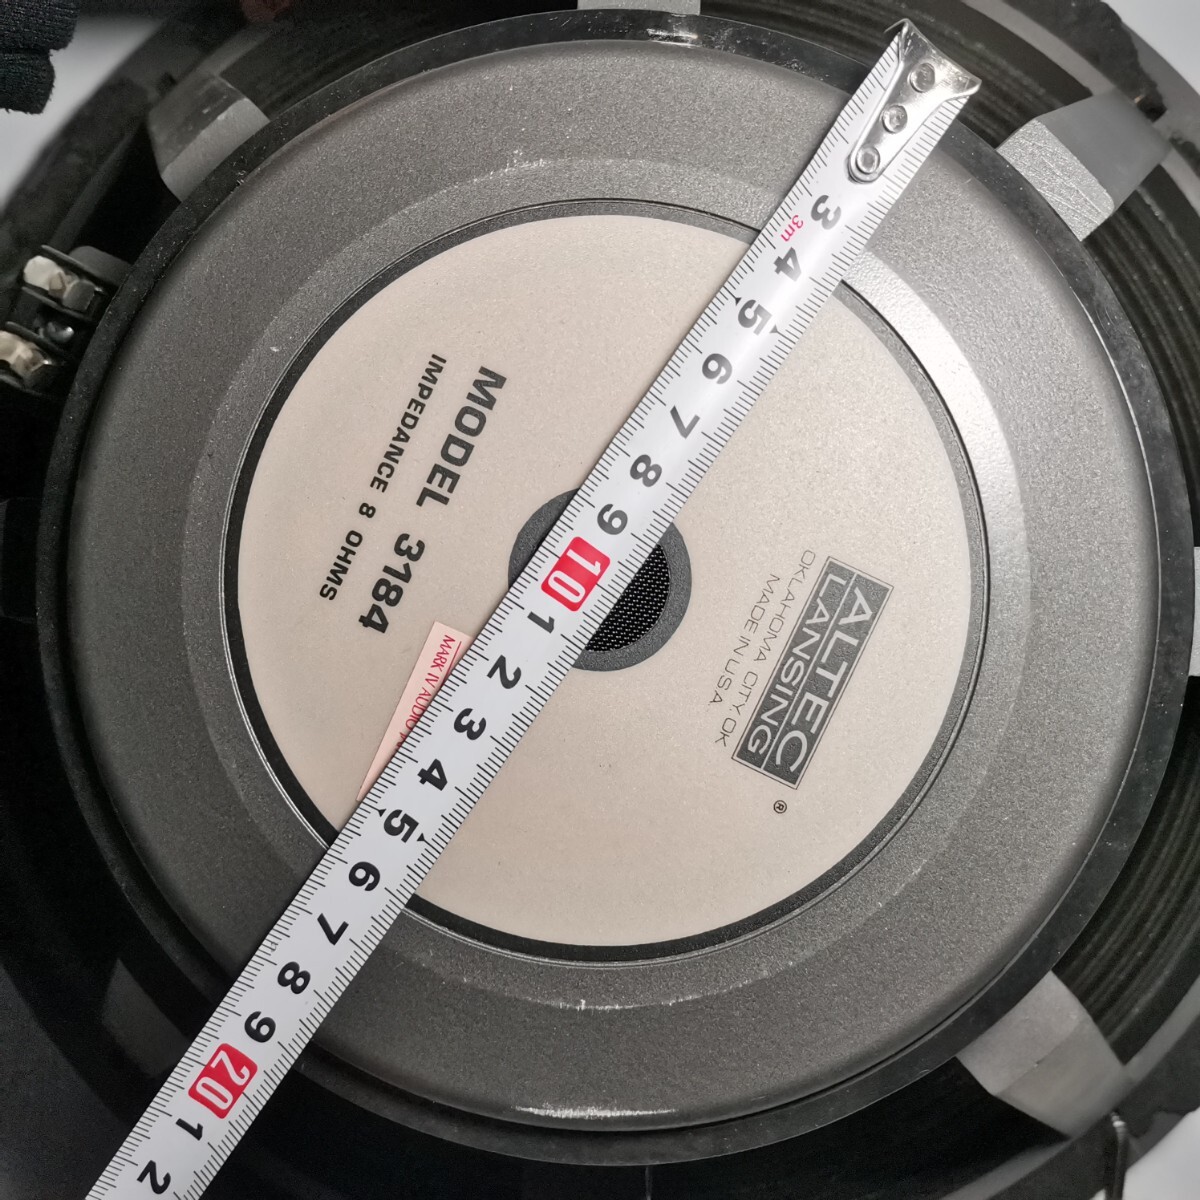 MODEL 3184
IMPEDANCE 8 OHMS
ALTEC
LANSING
®
OKLAHOMA CITY OK
MADE IN U.S.A.
MARK IV AUDIO
3m
3 4 5 6 7 8 9 10 1 2 3 4 5 6 7 8 9 20 1 2